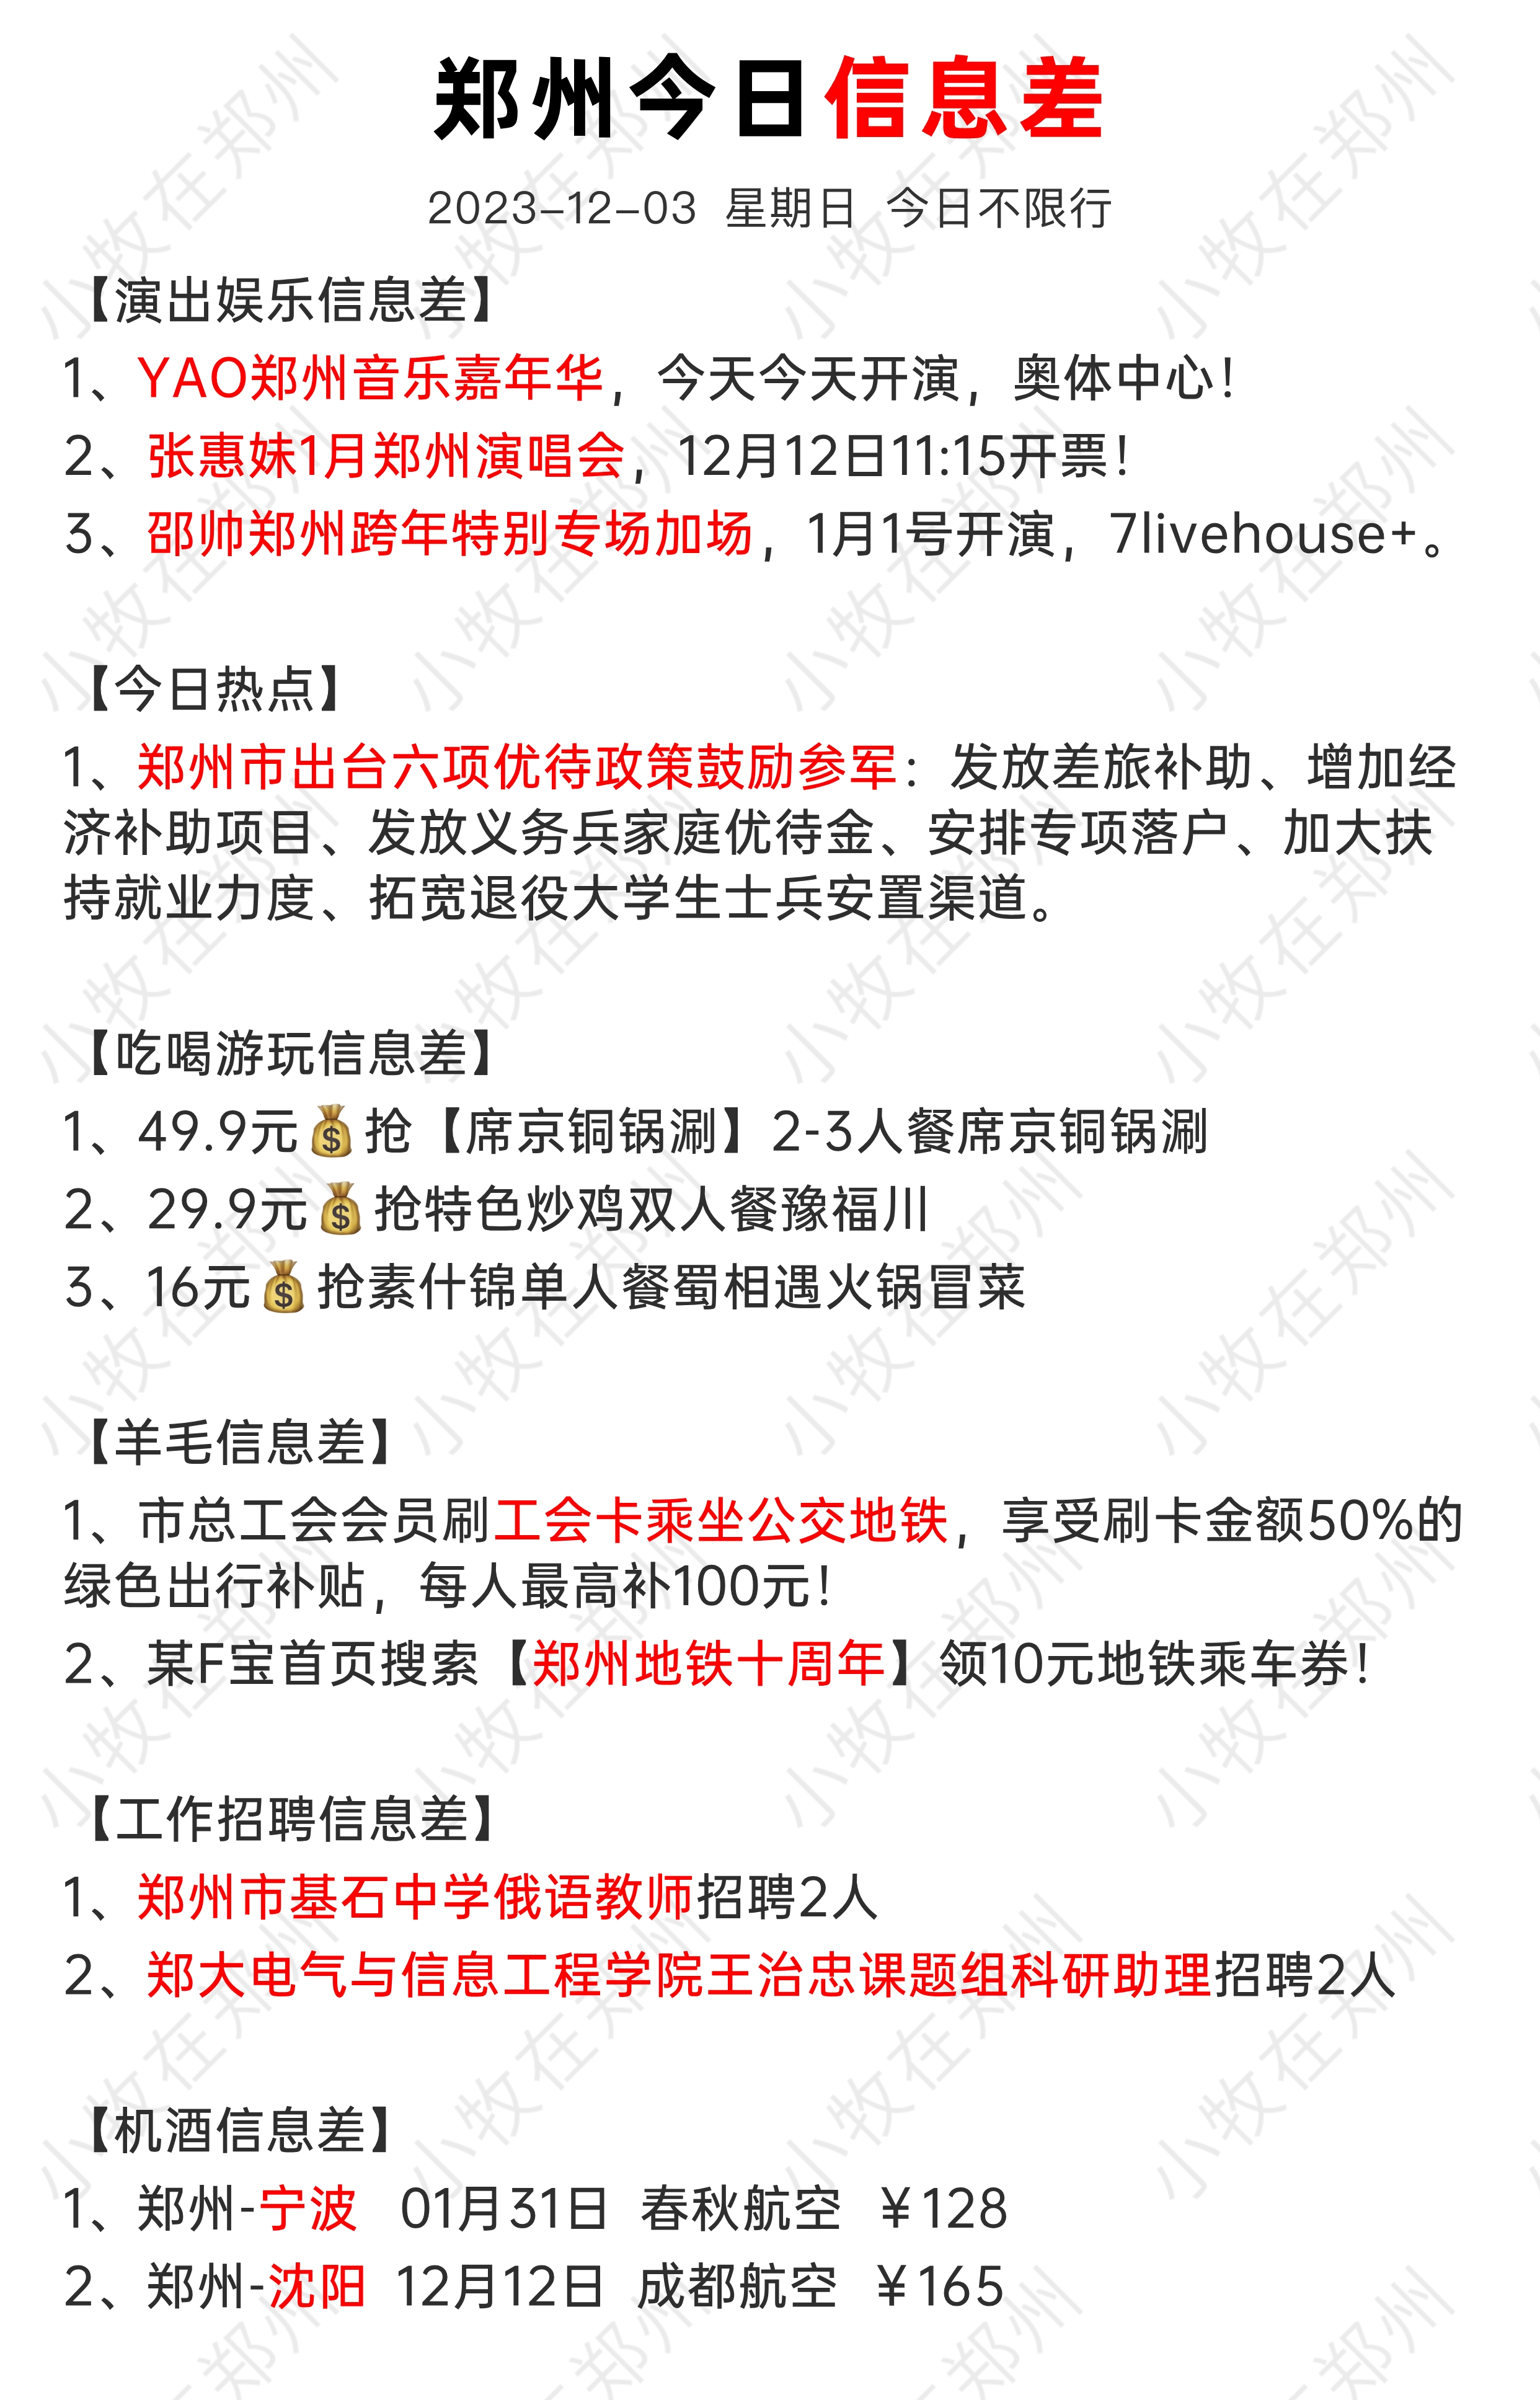 郑州今日信息差
2023-12-03 星期日 今日不限行
【演出娱乐信息差】
1、YAO郑州音乐嘉年华，今天今天开演，奥体中心！
2、张惠妹1月郑州演唱会，12月12日11:15开票！
3、邵帅郑州跨年特别专场加场，1月1号开演，7livehouse+。
【今日热点】
1、郑州市出台六项优待政策鼓励参军：发放差旅补助、增加经
济补助项目、发放义务兵家庭优待金、安排专项落户、加大扶
持就业力度、拓宽退役大学生士兵安置渠道。
【吃喝游玩信息差】
1、49.9元💰抢【席京铜锅涮】2-3人餐席京铜锅涮
2、29.9元💰抢特色炒鸡双人餐豫福川
3、16元💰抢素什锦单人餐蜀相遇火锅冒菜
【羊毛信息差】
1、市总工会会员刷工会卡乘坐公交地铁，享受刷卡金额50%的
绿色出行补贴，每人最高补100元！
2、某F宝首页搜索【郑州地铁十周年】领10元地铁乘车券！
【工作招聘信息差】
1、郑州市基石中学俄语教师招聘2人
2、郑大电气与信息工程学院王治忠课题组科研助理招聘2人
【机酒信息差】
1、郑州-宁波 01月31日 春秋航空 ￥128
2、郑州-沈阳 12月12日 成都航空 ￥165
小牧在郑州